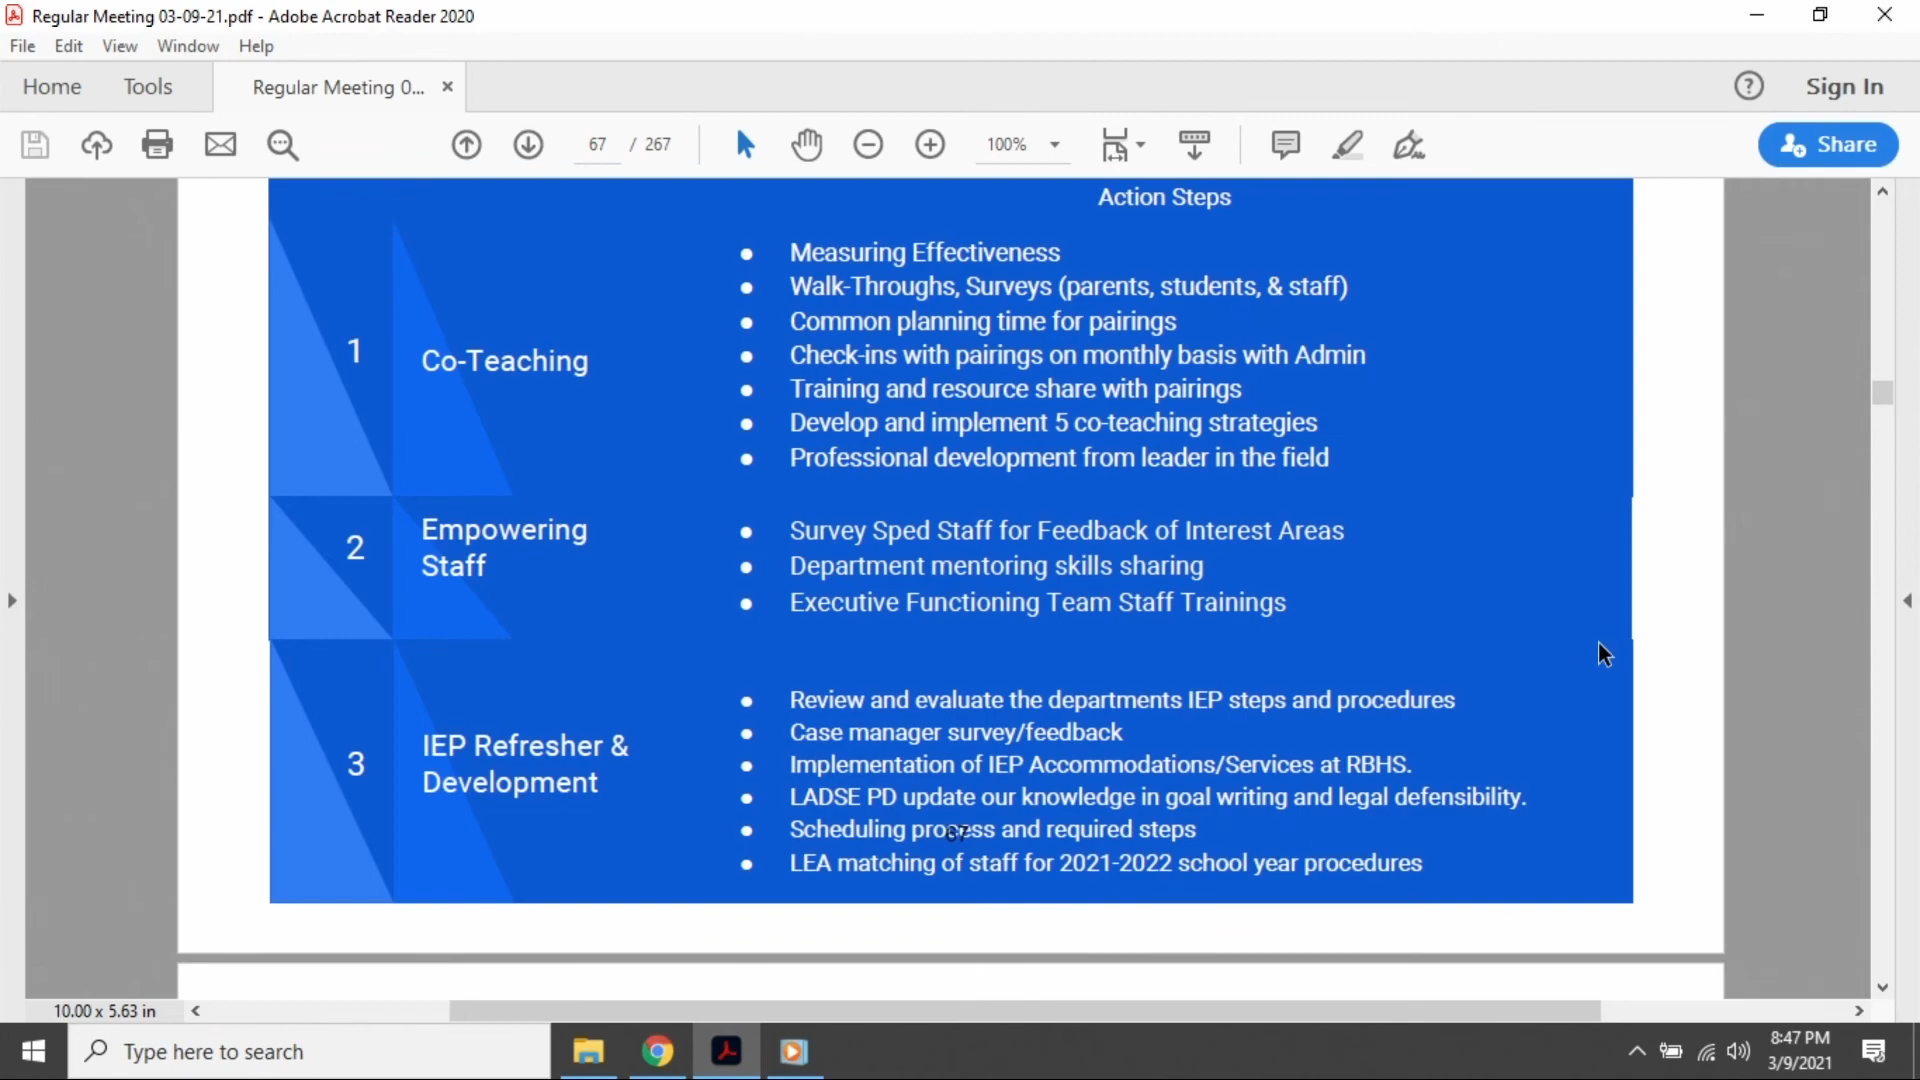 Regular Meeting 03-09-21.pdf - Adobe Acrobat Reader 2020
File Edit View Window Help
Home Tools Regular Meeting 0... × ? Sign In
67 / 267 100% Share
Action Steps
1 Co-Teaching
● Measuring Effectiveness
● Walk-Throughs, Surveys (parents, students, & staff)
● Common planning time for pairings
● Check-ins with pairings on monthly basis with Admin
● Training and resource share with pairings
● Develop and implement 5 co-teaching strategies
● Professional development from leader in the field
2 Empowering
Staff
● Survey Sped Staff for Feedback of Interest Areas
● Department mentoring skills sharing
● Executive Functioning Team Staff Trainings
3 IEP Refresher &
Development
● Review and evaluate the departments IEP steps and procedures
● Case manager survey/feedback
● Implementation of IEP Accommodations/Services at RBHS.
● LADSE PD update our knowledge in goal writing and legal defensibility.
● Scheduling process and required steps
67
● LEA matching of staff for 2021-2022 school year procedures
10.00 x 5.63 in
Type here to search
8:47 PM
3/9/2021